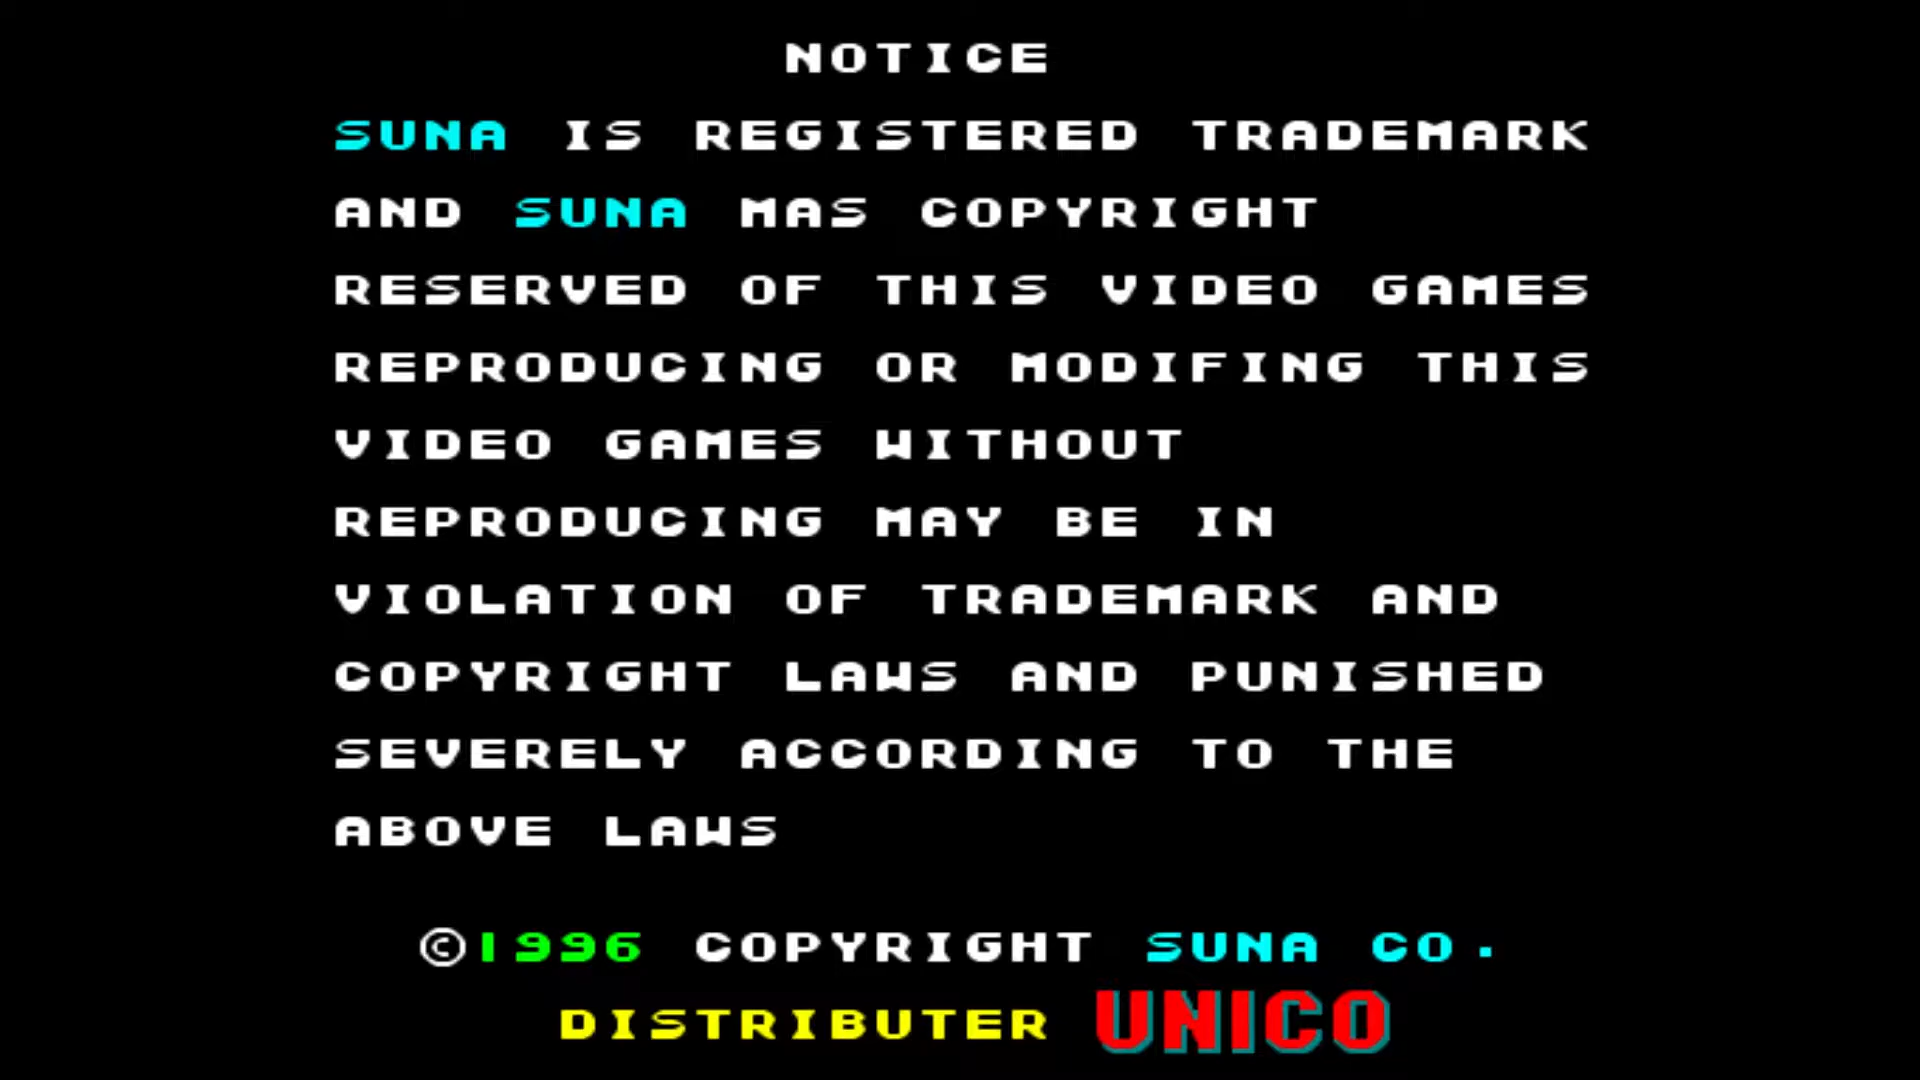 NOTICE
SUNA IS REGISTERED TRADEMARK
AND SUNA MAS COPYRIGHT
RESERVED OF THIS VIDEO GAMES
REPRODUCING OR MODIFING THIS
VIDEO GAMES WITHOUT
REPRODUCING MAY BE IN
VIOLATION OF TRADEMARK AND
COPYRIGHT LAWS AND PUNISHED
SEVERELY ACCORDING TO THE
ABOVE LAWS
©1996 COPYRIGHT SUNA CO.
DISTRIBUTER UNICO